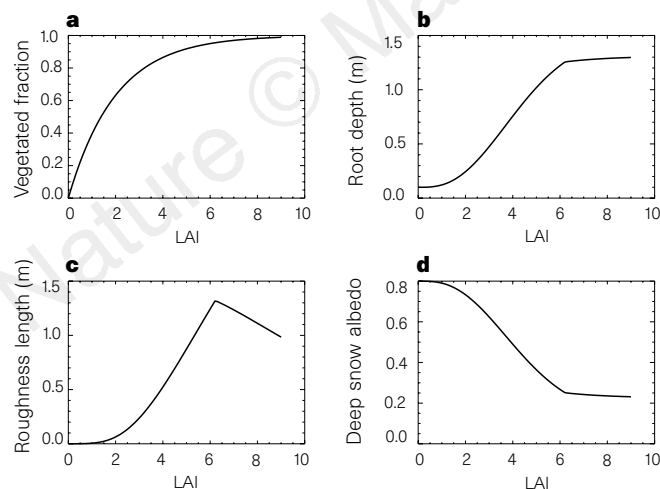 Nature © Ma
a
Vegetated fraction
1.0
0.8
0.6
0.4
0.2
0.0
0 2 4 6 8 10
LAI
b
Root depth (m)
1.5
1.0
0.5
0.0
0 2 4 6 8 10
LAI
c
Roughness length (m)
1.5
1.0
0.5
0.0
0 2 4 6 8 10
LAI
d
Deep snow albedo
0.8
0.6
0.4
0.2
0.0
0 2 4 6 8 10
LAI